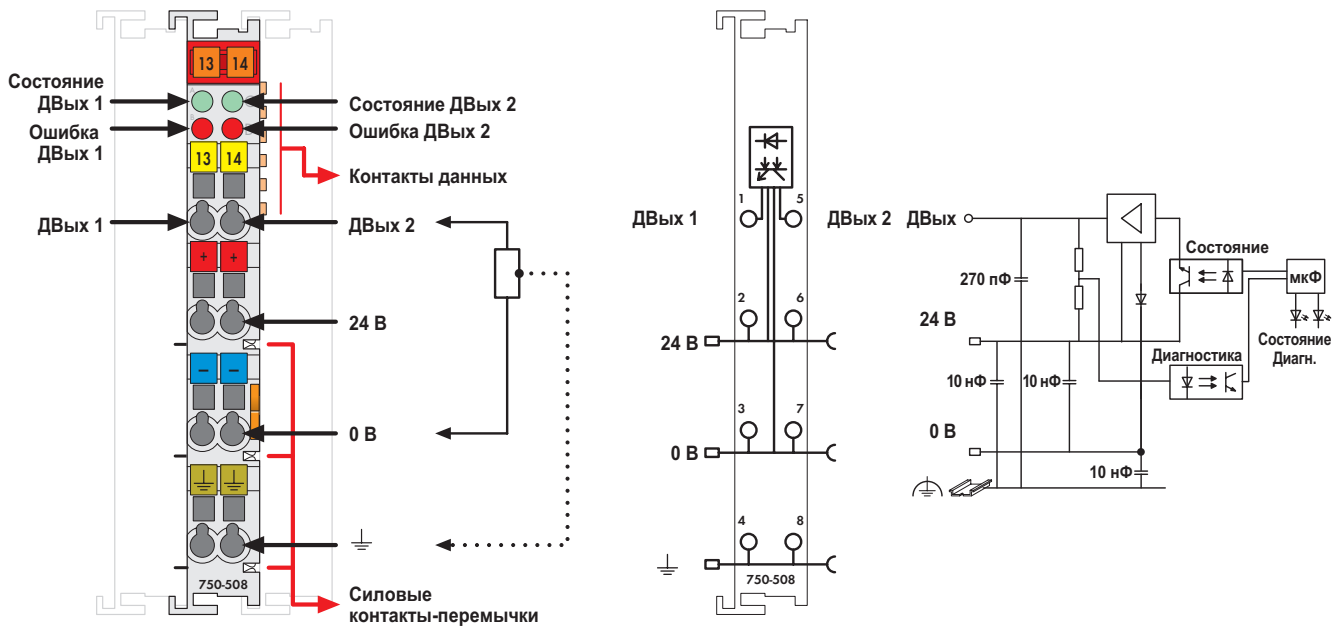 13 14
Состояние
ДВых 1
Состояние ДВых 2
Ошибка
ДВых 1
Ошибка ДВых 2
13 14
Контакты данных
ДВых 1
ДВых 2
+ +
24 В
− −
0 В
750-508
Силовые
контакты-перемычки
1 5
ДВых 1
ДВых 2
2 6
24 В
3 7
0 В
4 8
750-508
ДВых
Состояние
270 пФ
мкФ
24 В
Состояние
Диагн.
Диагностика
10 нФ 10 нФ
0 В
10 нФ